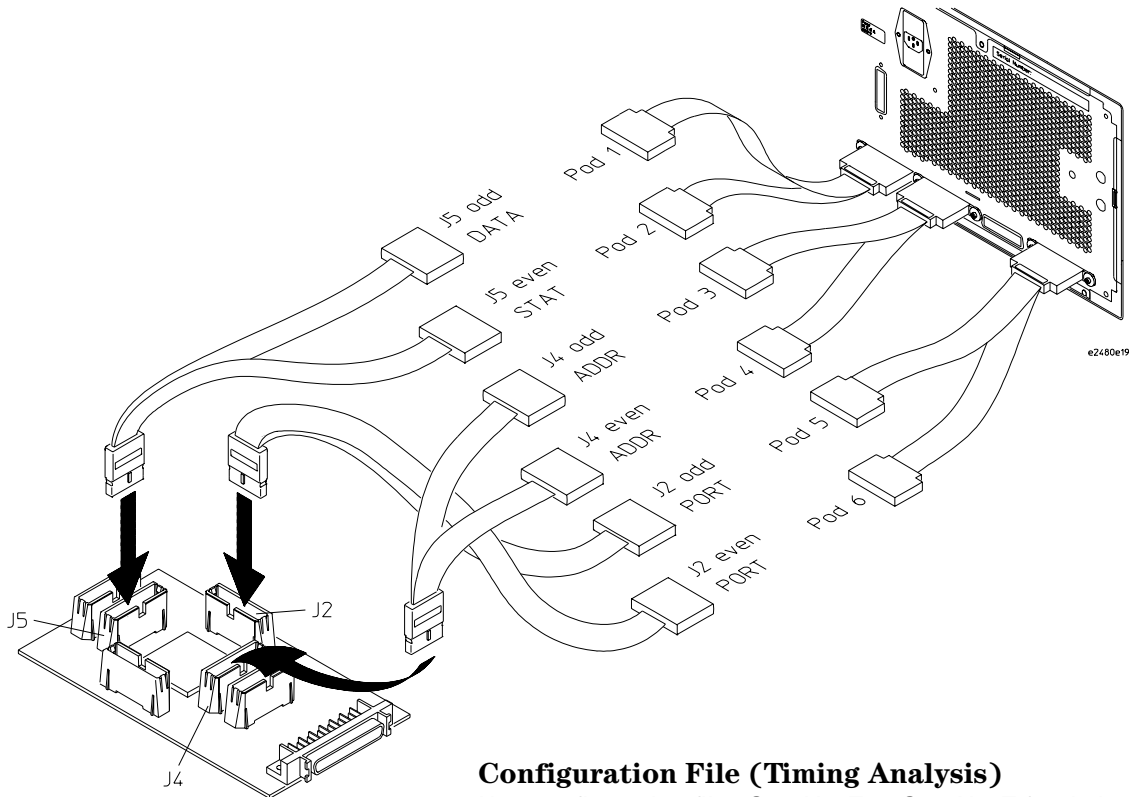 Serial Number
Pod 1
J5 odd
DATA
Pod 2
J5 even
STAT
Pod 3
J4 odd
ADDR
Pod 4
e2480e19
J4 even
ADDR
Pod 5
J2 odd
PORT
Pod 6
J2 even
PORT
J5
J2
J4
Configuration File (Timing Analysis)